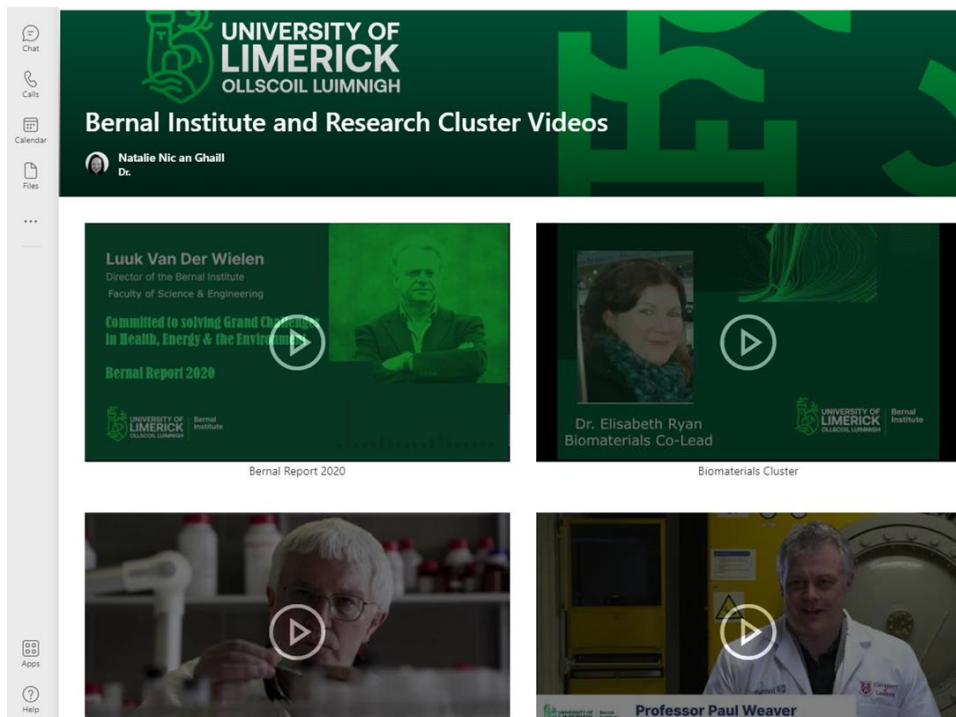 Chat
Calls
Calendar
Files
Apps
Help
UNIVERSITY OF
LIMERICK
OLLSCOIL LUIMNIGH
Bernal Institute and Research Cluster Videos
Natalie Nic an Ghaill
Dr.
Luuk Van Der Wielen
Director of the Bernal Institute
Faculty of Science & Engineering
Committed to solving Grand Challenges
in Health, Energy & the Environment
Bernal Report 2020
UNIVERSITY OF
LIMERICK
OLLSCOIL LUIMNIGH
Bernal
Institute
Bernal Report 2020
Dr. Elisabeth Ryan
Biomaterials Co-Lead
UNIVERSITY OF
LIMERICK
OLLSCOIL LUIMNIGH
Bernal
Institute
Biomaterials Cluster
UNIVERSITY OF
Bernal
Professor Paul Weaver